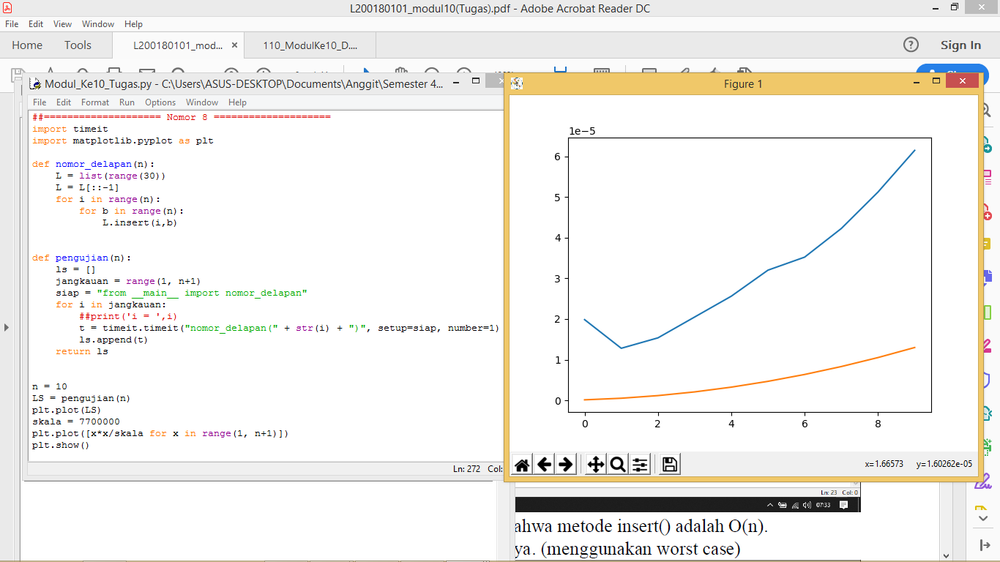 L200180101_modul10(Tugas).pdf - Adobe Acrobat Reader DC
File Edit View Window Help
Home Tools L200180101_mod... × 110_ModulKe10_D.... Sign In
Modul_Ke10_Tugas.py - C:\Users\ASUS-DESKTOP\Documents\Anggit\Semester 4...
File Edit Format Run Options Window Help
##==================== Nomor 8 ====================
import timeit
import matplotlib.pyplot as plt
def nomor_delapan(n):
    L = list(range(30))
    L = L[::-1]
    for i in range(n):
        for b in range(n):
            L.insert(i,b)
def pengujian(n):
    ls = []
    jangkauan = range(1, n+1)
    siap = "from __main__ import nomor_delapan"
    for i in jangkauan:
        ##print('i = ',i)
        t = timeit.timeit("nomor_delapan(" + str(i) + ")", setup=siap, number=1)
        ls.append(t)
    return ls
n = 10
LS = pengujian(n)
plt.plot(LS)
skala = 7700000
plt.plot([x*x/skala for x in range(1, n+1)])
plt.show()
Ln: 272 Col:
Figure 1
1e−5
6
5
4
3
2
1
0
0 2 4 6 8
x=1.66573 y=1.60262e-05
Ln: 23 Col: 0
07:33
ahwa metode insert() adalah O(n).
ya. (menggunakan worst case)